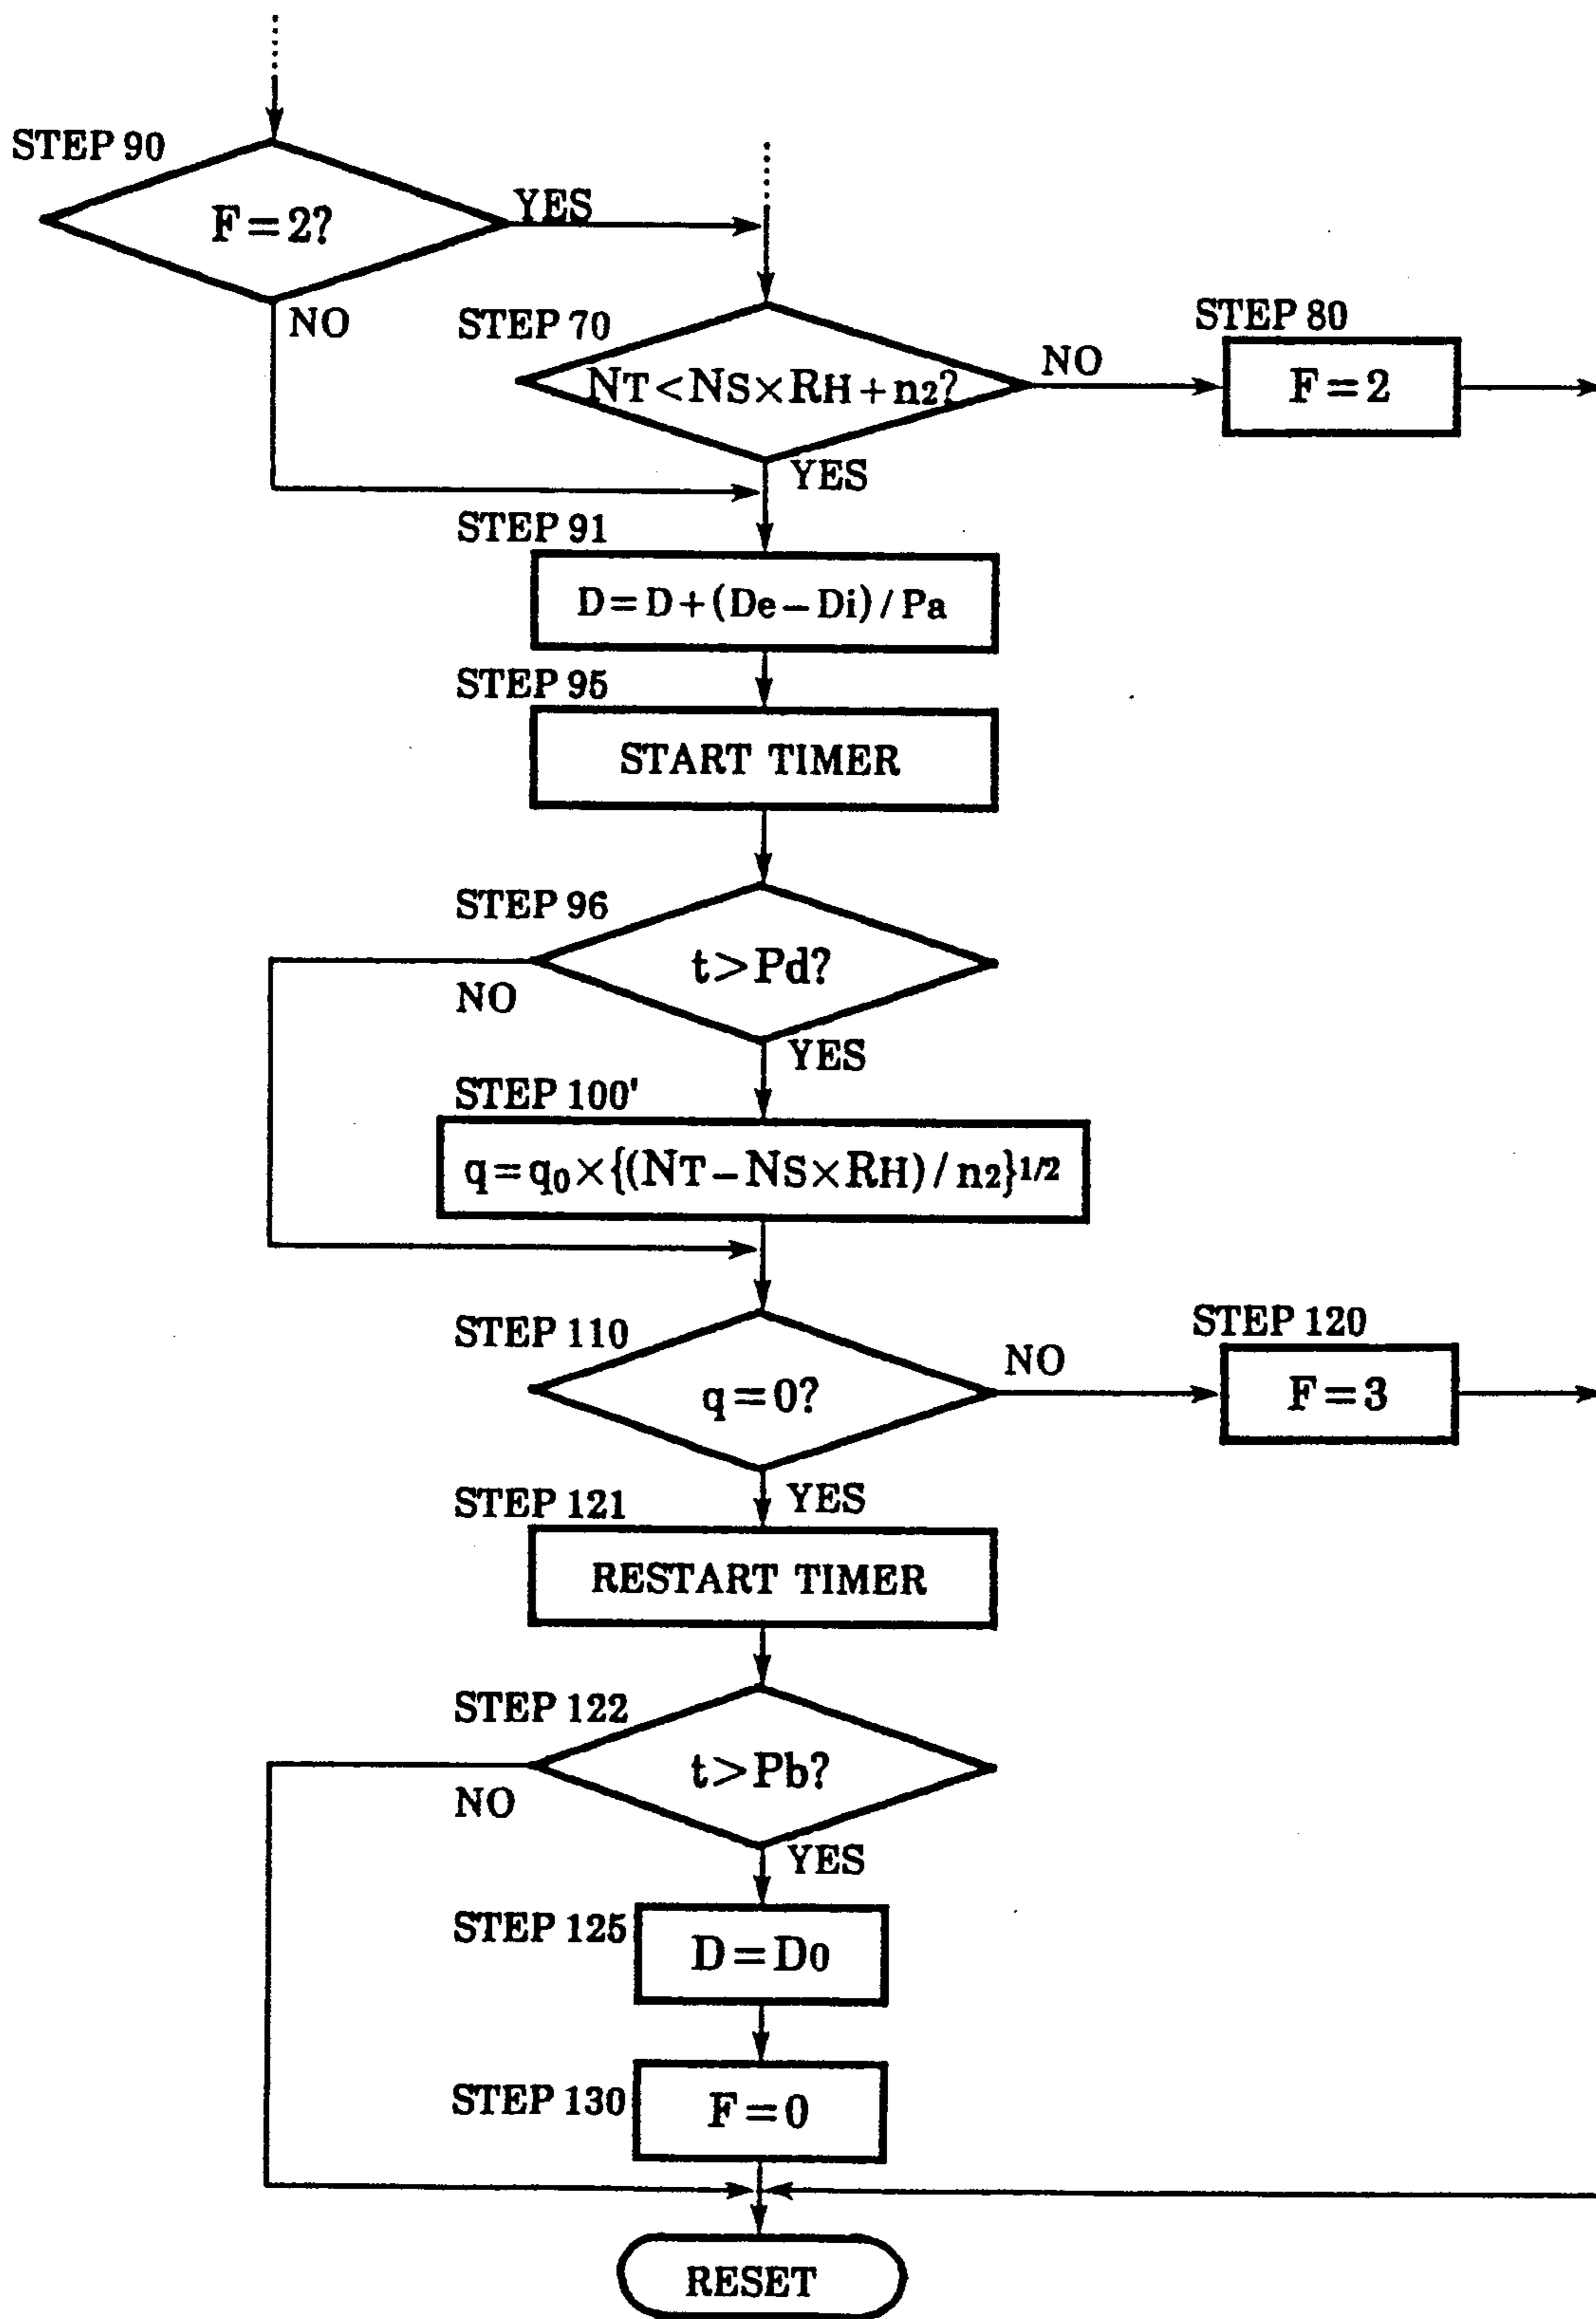 STEP 90
F=2?
YES
NO
STEP 70
NT<NS×RH+n2?
NO
YES
STEP 80
F=2
STEP 91
D=D+(De−Di)/Pa
STEP 95
START TIMER
STEP 96
t>Pd?
NO
YES
STEP 100'
q=q0×{(NT−NS×RH)/n2}1/2
STEP 110
q=0?
NO
YES
STEP 120
F=3
STEP 121
RESTART TIMER
STEP 122
t>Pb?
NO
YES
STEP 125
D=D0
STEP 130
F=0
RESET